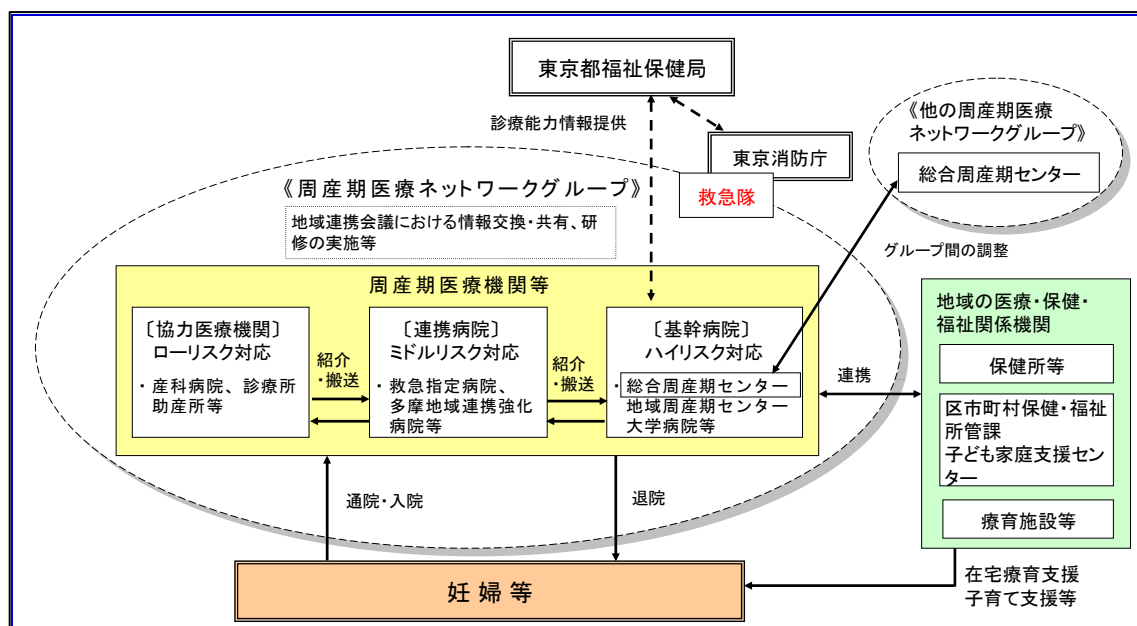 東京都福祉保健局
診療能力情報提供
東京消防庁
救急隊
《他の周産期医療
ネットワークグループ》
総合周産期センター
グループ間の調整
《周産期医療ネットワークグループ》
地域連携会議における情報交換・共有、研
修の実施等
周産期医療機関等
〔協力医療機関〕
ローリスク対応
・ 産科病院、診療所
助産所等
紹介
・搬送
〔連携病院〕
ミドルリスク対応
・ 救急指定病院、
多摩地域連携強化
病院等
紹介
・搬送
〔基幹病院〕
ハイリスク対応
・ 総合周産期センター
地域周産期センター
大学病院等
連携
地域の医療・保健・
福祉関係機関
保健所等
区市町村保健・福祉
所管課
子ども家庭支援セン
ター
療育施設等
通院・入院
退院
妊婦等
在宅療育支援
子育て支援等